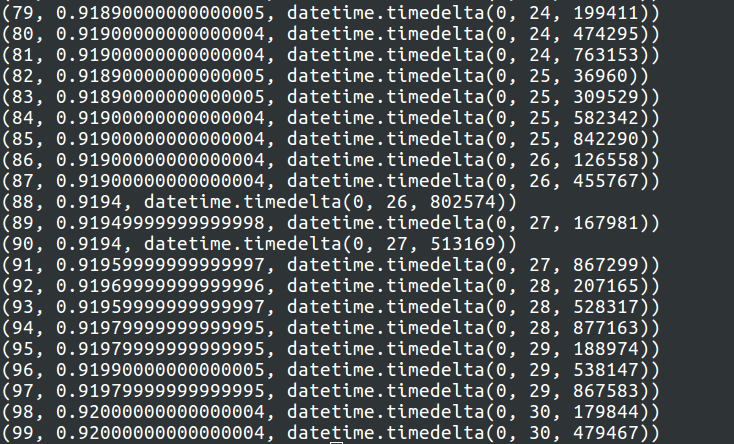 (79, 0.91890000000000005, datetime.timedelta(0, 24, 199411))
(80, 0.91900000000000004, datetime.timedelta(0, 24, 474295))
(81, 0.91900000000000004, datetime.timedelta(0, 24, 763153))
(82, 0.91890000000000005, datetime.timedelta(0, 25, 36960))
(83, 0.91890000000000005, datetime.timedelta(0, 25, 309529))
(84, 0.91900000000000004, datetime.timedelta(0, 25, 582342))
(85, 0.91900000000000004, datetime.timedelta(0, 25, 842290))
(86, 0.91900000000000004, datetime.timedelta(0, 26, 126558))
(87, 0.91900000000000004, datetime.timedelta(0, 26, 455767))
(88, 0.9194, datetime.timedelta(0, 26, 802574))
(89, 0.91949999999999998, datetime.timedelta(0, 27, 167981))
(90, 0.9194, datetime.timedelta(0, 27, 513169))
(91, 0.91959999999999997, datetime.timedelta(0, 27, 867299))
(92, 0.91969999999999996, datetime.timedelta(0, 28, 207165))
(93, 0.91959999999999997, datetime.timedelta(0, 28, 528317))
(94, 0.91979999999999995, datetime.timedelta(0, 28, 877163))
(95, 0.91979999999999995, datetime.timedelta(0, 29, 188974))
(96, 0.91990000000000005, datetime.timedelta(0, 29, 538147))
(97, 0.91979999999999995, datetime.timedelta(0, 29, 867583))
(98, 0.92000000000000004, datetime.timedelta(0, 30, 179844))
(99, 0.92000000000000004, datetime.timedelta(0, 30, 479467))